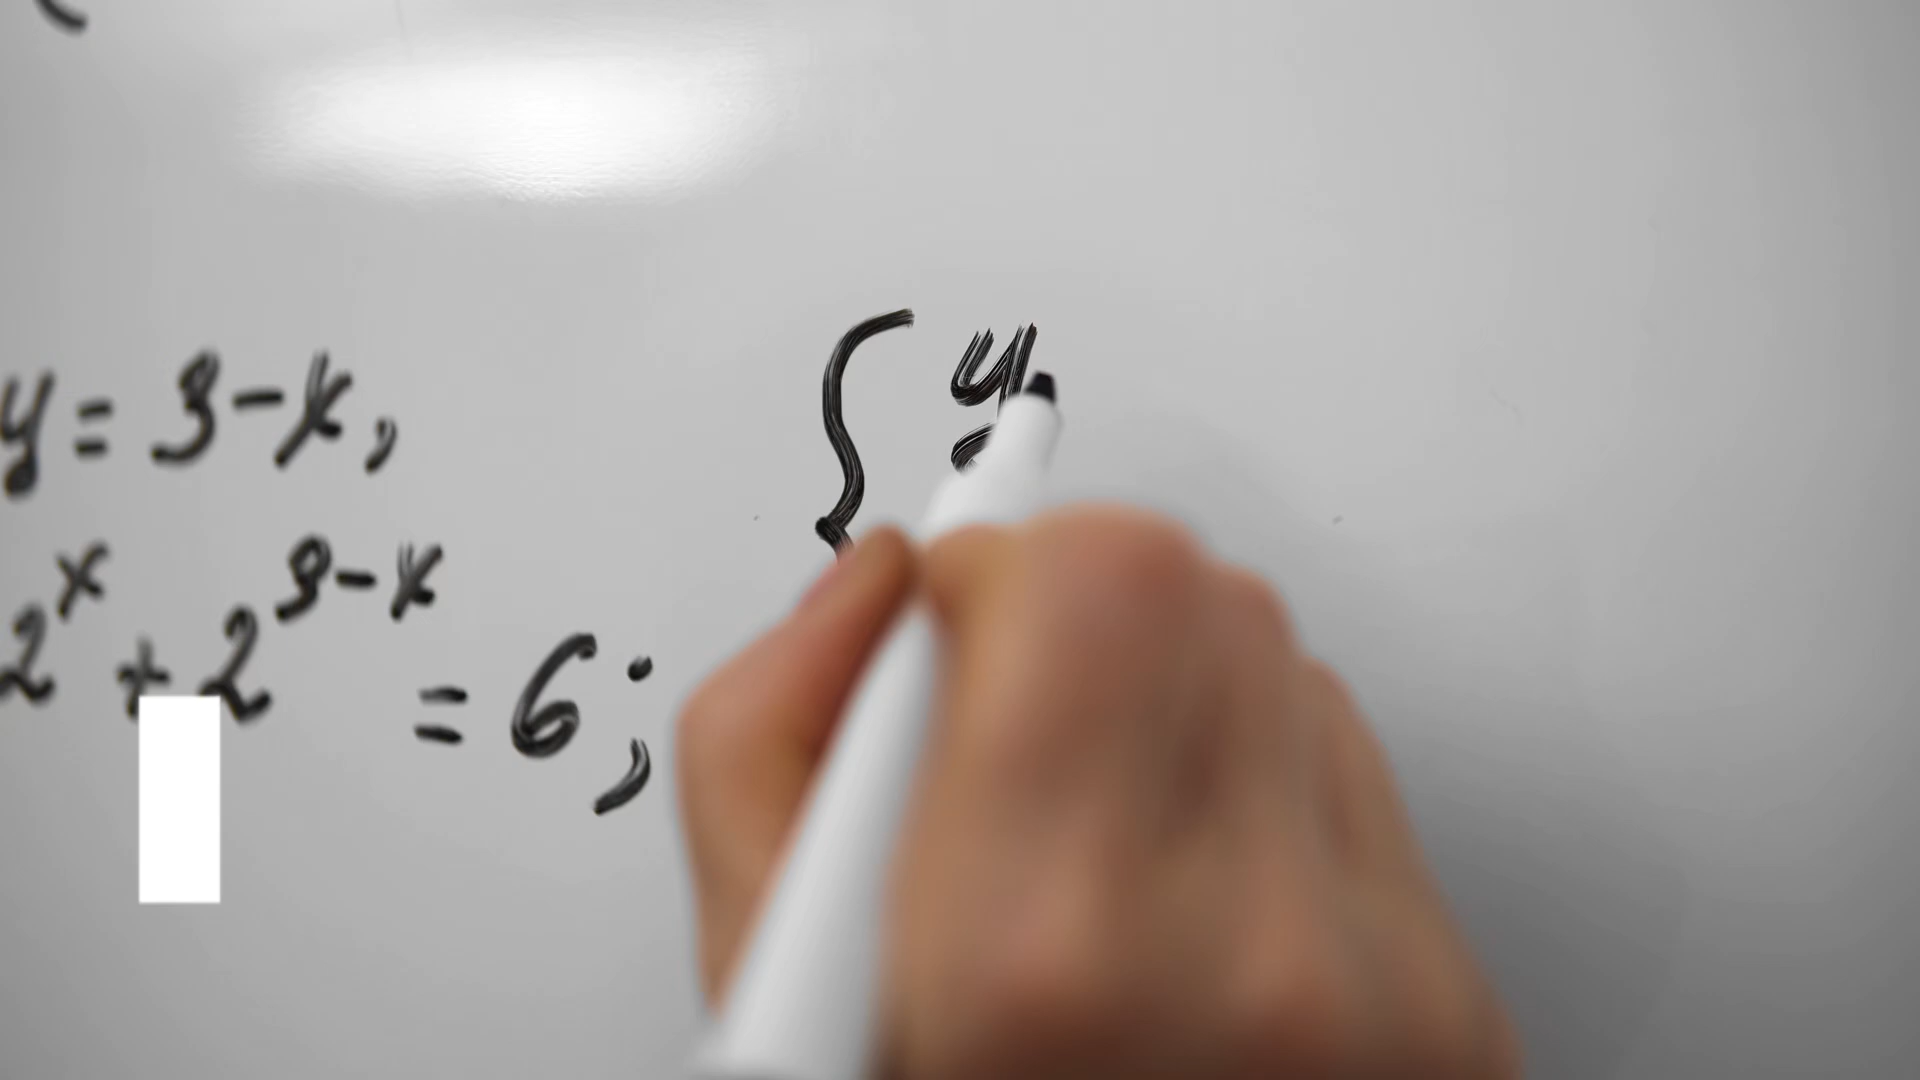 y = 3 - x,
{ y
2^x + 2^{3-x} = 6;